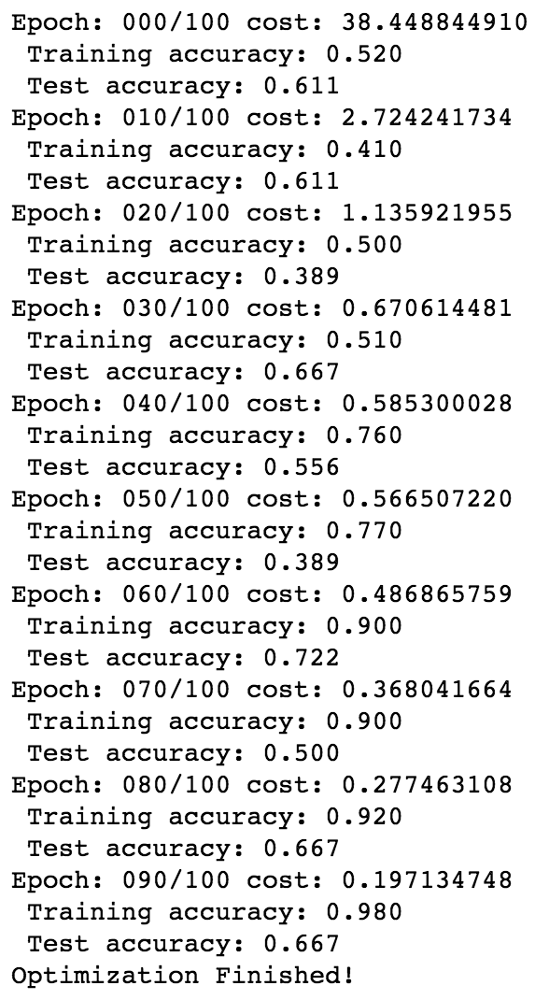 Epoch: 000/100 cost: 38.448844910
Training accuracy: 0.520
Test accuracy: 0.611
Epoch: 010/100 cost: 2.724241734
Training accuracy: 0.410
Test accuracy: 0.611
Epoch: 020/100 cost: 1.135921955
Training accuracy: 0.500
Test accuracy: 0.389
Epoch: 030/100 cost: 0.670614481
Training accuracy: 0.510
Test accuracy: 0.667
Epoch: 040/100 cost: 0.585300028
Training accuracy: 0.760
Test accuracy: 0.556
Epoch: 050/100 cost: 0.566507220
Training accuracy: 0.770
Test accuracy: 0.389
Epoch: 060/100 cost: 0.486865759
Training accuracy: 0.900
Test accuracy: 0.722
Epoch: 070/100 cost: 0.368041664
Training accuracy: 0.900
Test accuracy: 0.500
Epoch: 080/100 cost: 0.277463108
Training accuracy: 0.920
Test accuracy: 0.667
Epoch: 090/100 cost: 0.197134748
Training accuracy: 0.980
Test accuracy: 0.667
Optimization Finished!